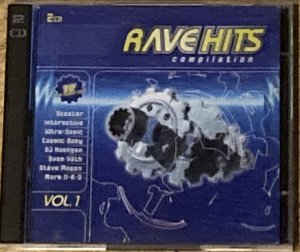 2CD
2CD
RAVE HITS
compilation
Scooter
Interactive
Ultra-Sonic
Cosmic Baby
DJ Hooligan
Sven Väth
Steve Mason
Mark N-R-G
VOL 1